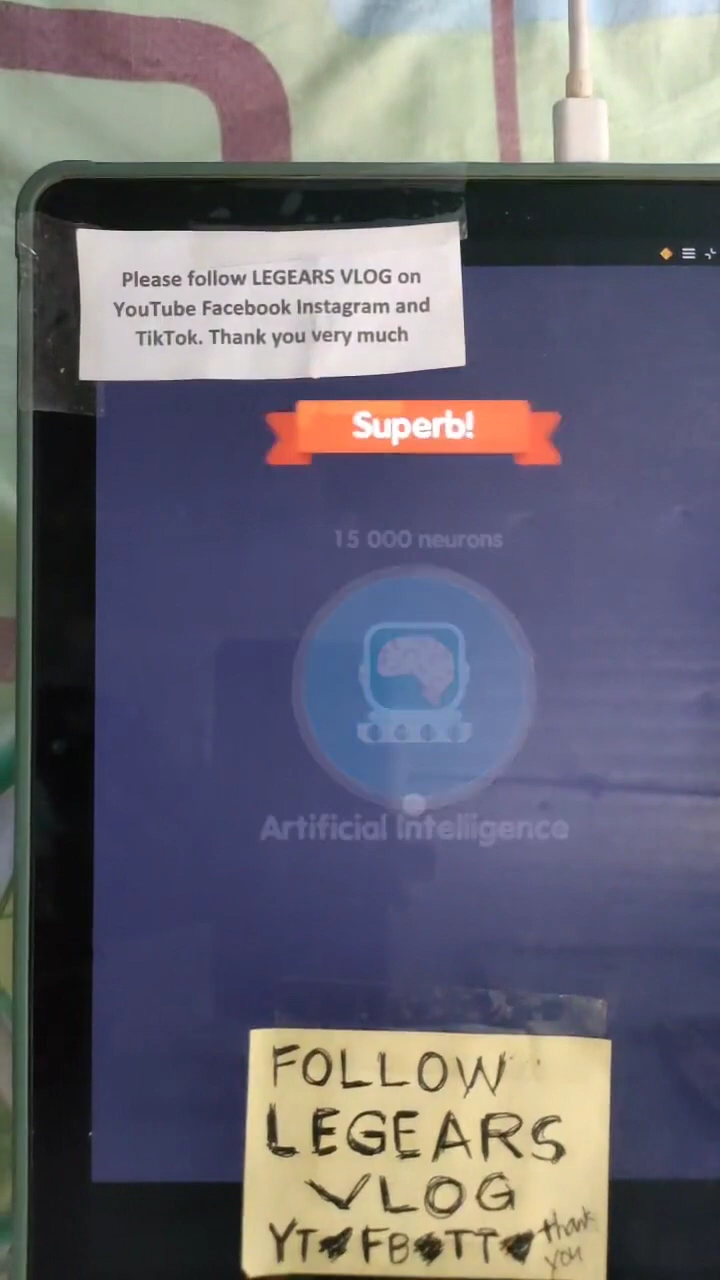 Please follow LEGEARS VLOG on
YouTube Facebook Instagram and
TikTok. Thank you very much
Superb!
15 000 neurons
Artificial Intelligence
FOLLOW
LEGEARS
VLOG
YT FB TT thank
you